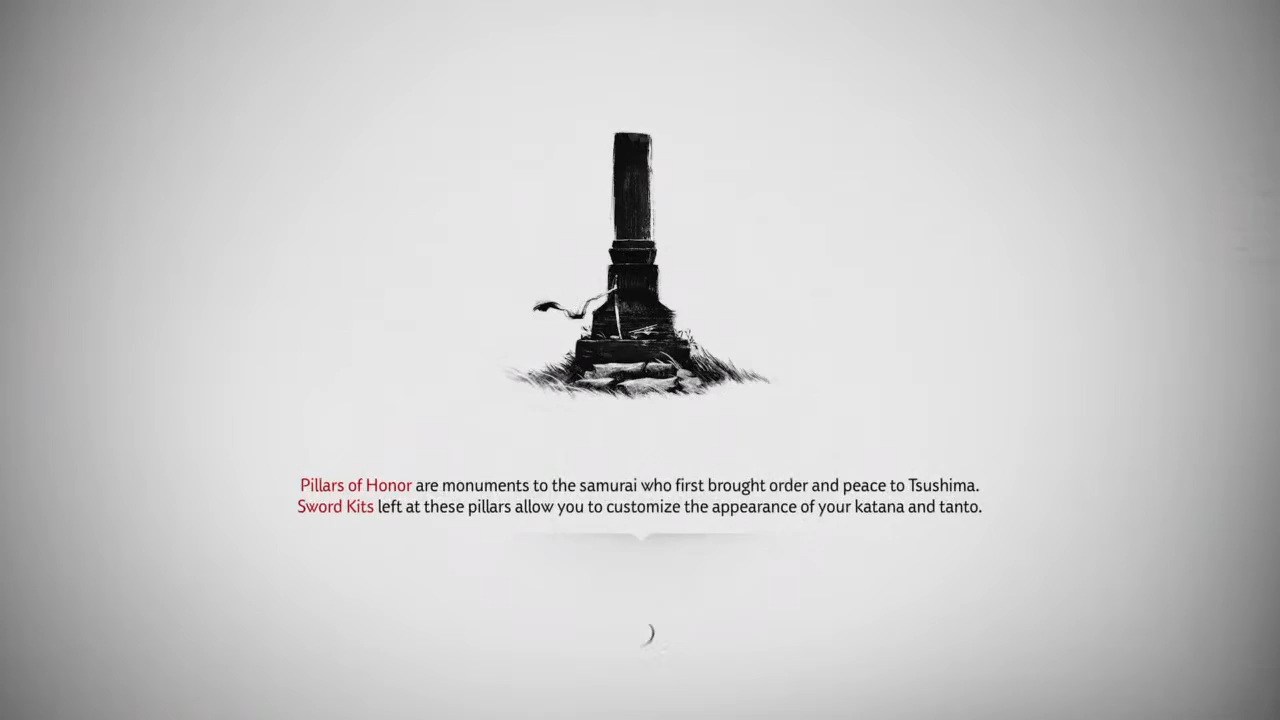 Pillars of Honor are monuments to the samurai who first brought order and peace to Tsushima.
Sword Kits left at these pillars allow you to customize the appearance of your katana and tanto.